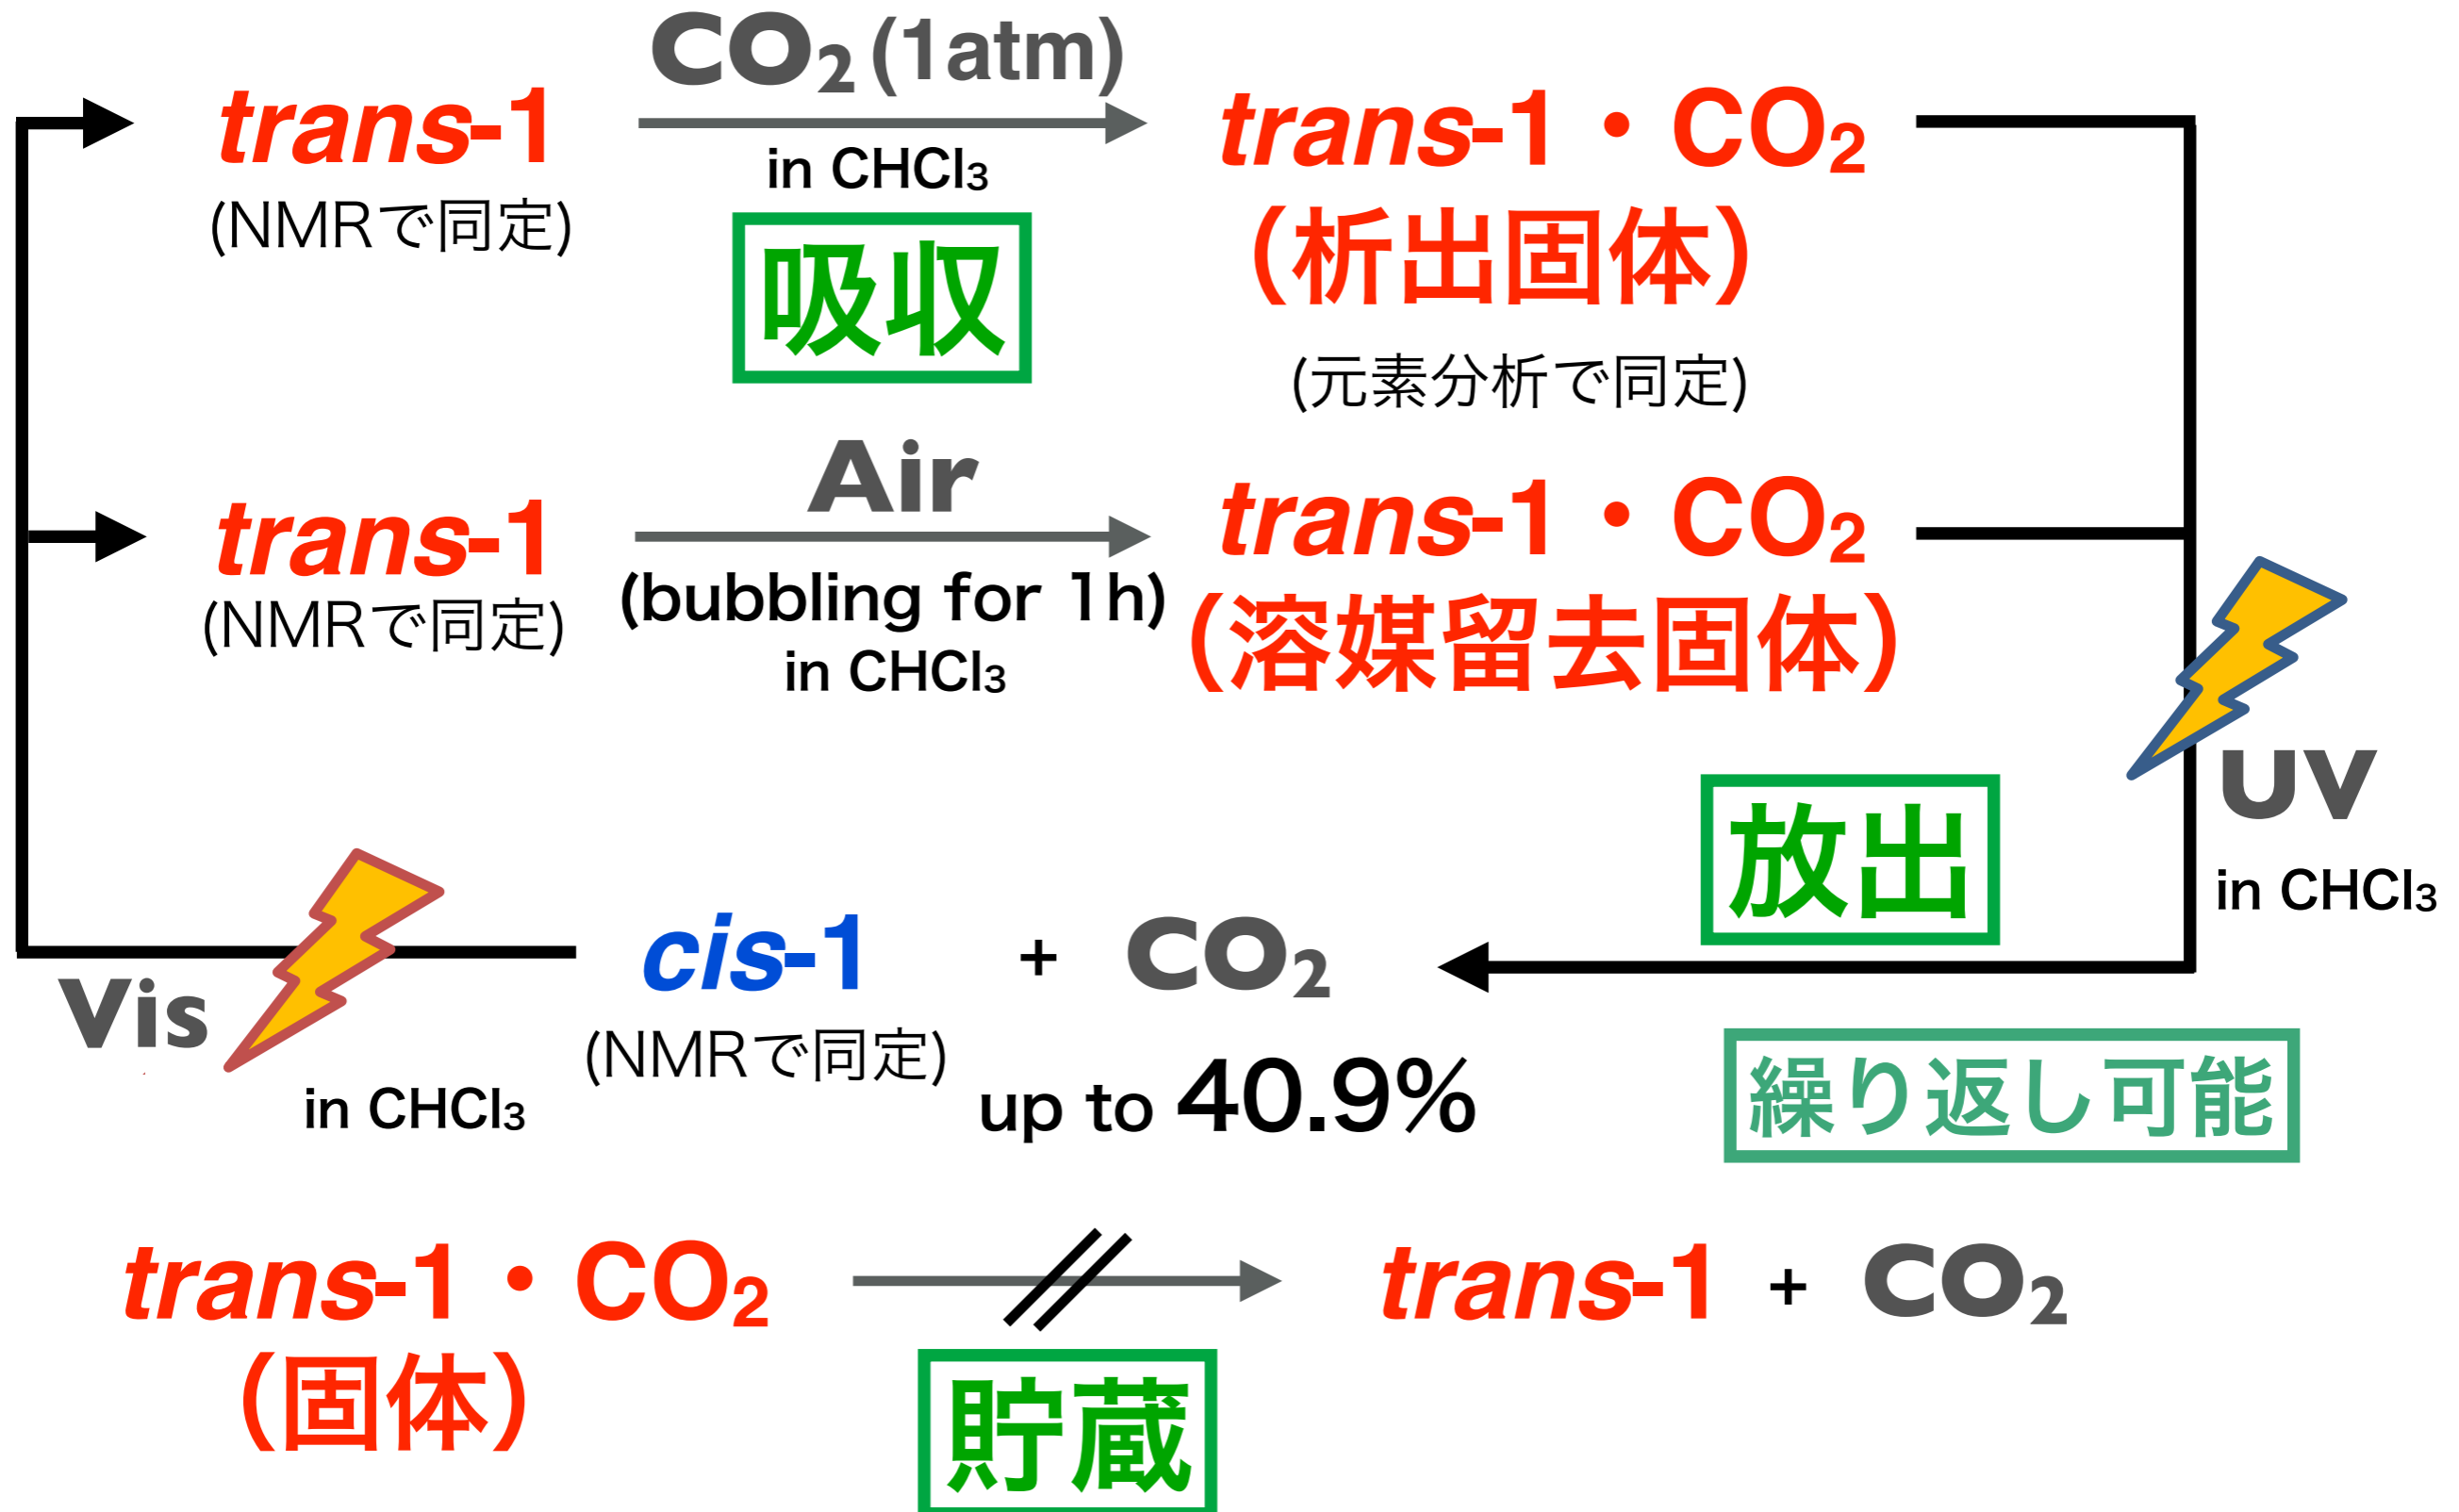 CO₂ (1atm)
trans-1
trans-1・CO₂
in CHCl₃
(NMRで同定)
吸収
(析出固体)
(元素分析で同定)
Air
trans-1
trans-1・CO₂
(bubbling for 1h)
(NMRで同定)
(溶媒留去固体)
in CHCl₃
UV
放出
in CHCl₃
cis-1 + CO₂
Vis
(NMRで同定)
in CHCl₃
up to 40.9%
繰り返し可能
trans-1・CO₂
trans-1 + CO₂
(固体)
貯蔵